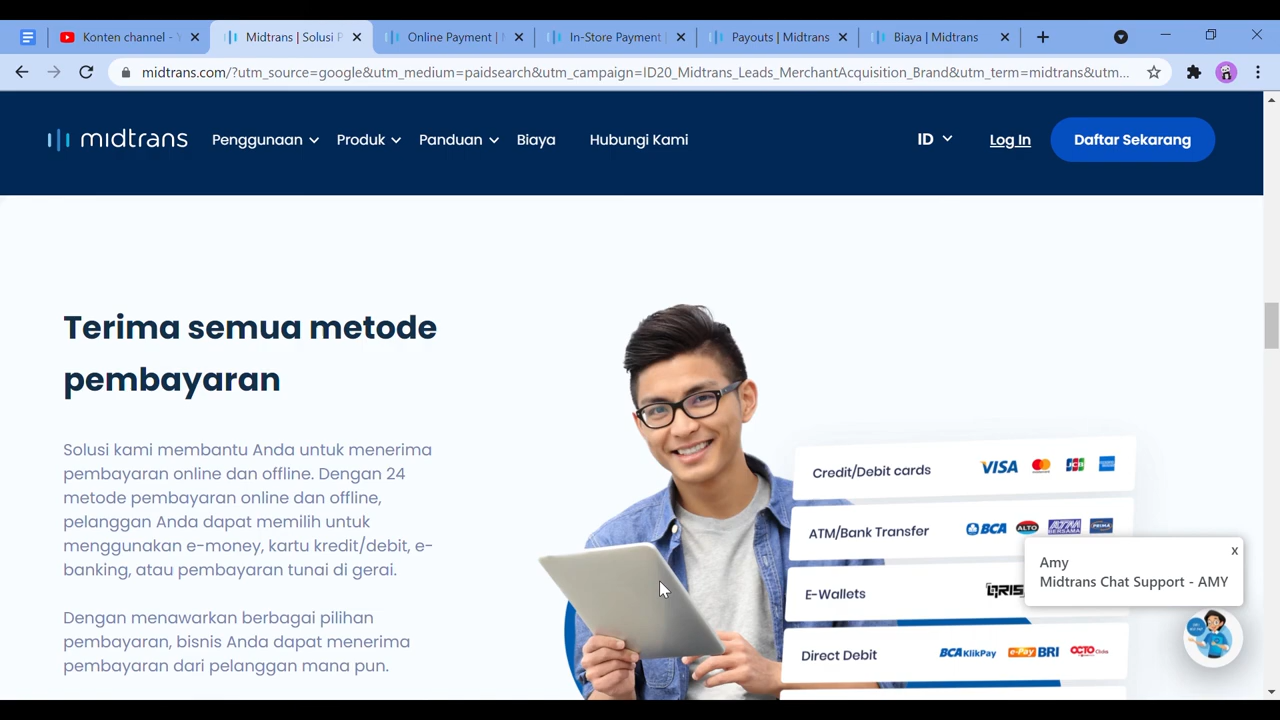 Konten channel - Y
Midtrans | Solusi P
Online Payment | M
In-Store Payment |
Payouts | Midtrans
Biaya | Midtrans
midtrans.com/?utm_source=google&utm_medium=paidsearch&utm_campaign=ID20_Midtrans_Leads_MerchantAcquisition_Brand&utm_term=midtrans&utm...
midtrans
Penggunaan
Produk
Panduan
Biaya
Hubungi Kami
ID
Log In
Daftar Sekarang
Terima semua metode
pembayaran
Solusi kami membantu Anda untuk menerima
pembayaran online dan offline. Dengan 24
metode pembayaran online dan offline,
pelanggan Anda dapat memilih untuk
menggunakan e-money, kartu kredit/debit, e-
banking, atau pembayaran tunai di gerai.
Dengan menawarkan berbagai pilihan
pembayaran, bisnis Anda dapat menerima
pembayaran dari pelanggan mana pun.
Credit/Debit cards VISA JCB
ATM/Bank Transfer BCA ALTO ATM BERSAMA PRIMA
E-Wallets QRIS
Direct Debit BCA KlikPay e-Pay BRI OCTO Clicks
Amy x
Midtrans Chat Support - AMY